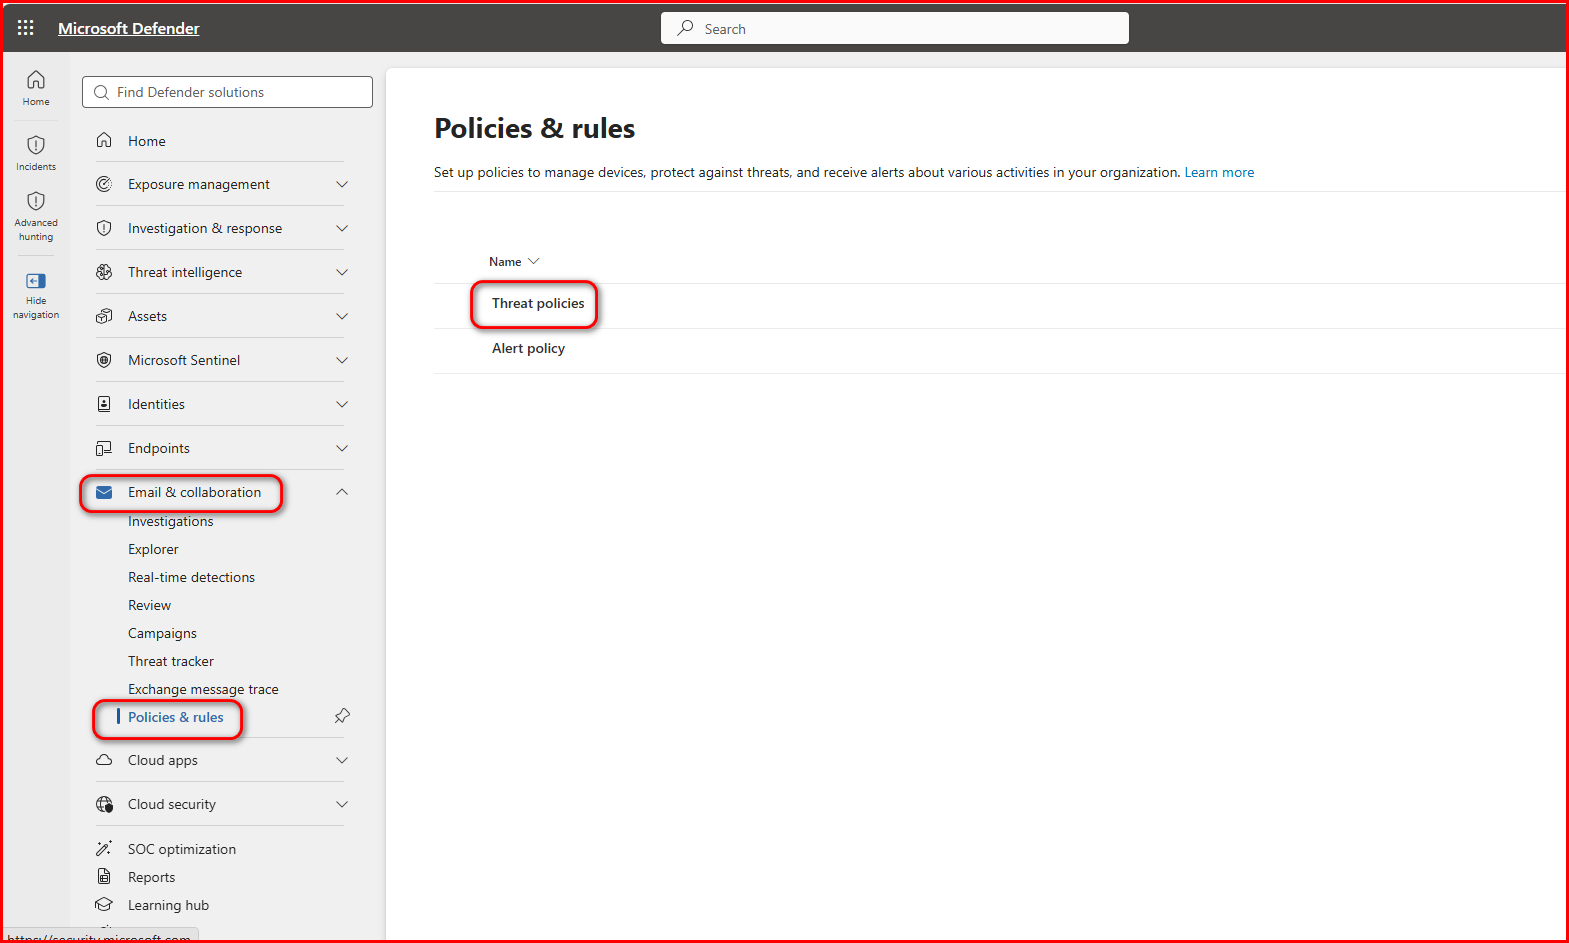 Microsoft Defender
Search
Home
Incidents
Advanced
hunting
Hide
navigation
Find Defender solutions
Home
Exposure management
Investigation & response
Threat intelligence
Assets
Microsoft Sentinel
Identities
Endpoints
Email & collaboration
Investigations
Explorer
Real-time detections
Review
Campaigns
Threat tracker
Exchange message trace
Policies & rules
Cloud apps
Cloud security
SOC optimization
Reports
Learning hub
https://security.microsoft.com
Policies & rules
Set up policies to manage devices, protect against threats, and receive alerts about various activities in your organization. Learn more
Name
Threat policies
Alert policy